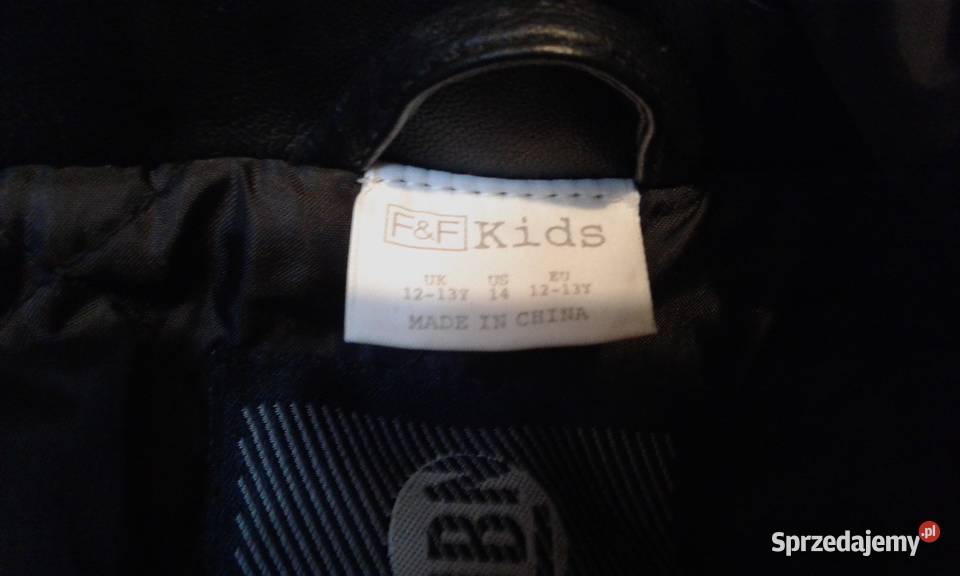 F&F Kids
UK US EU
12-13Y 14 12-13Y
MADE IN CHINA
Sprzedajemy.pl